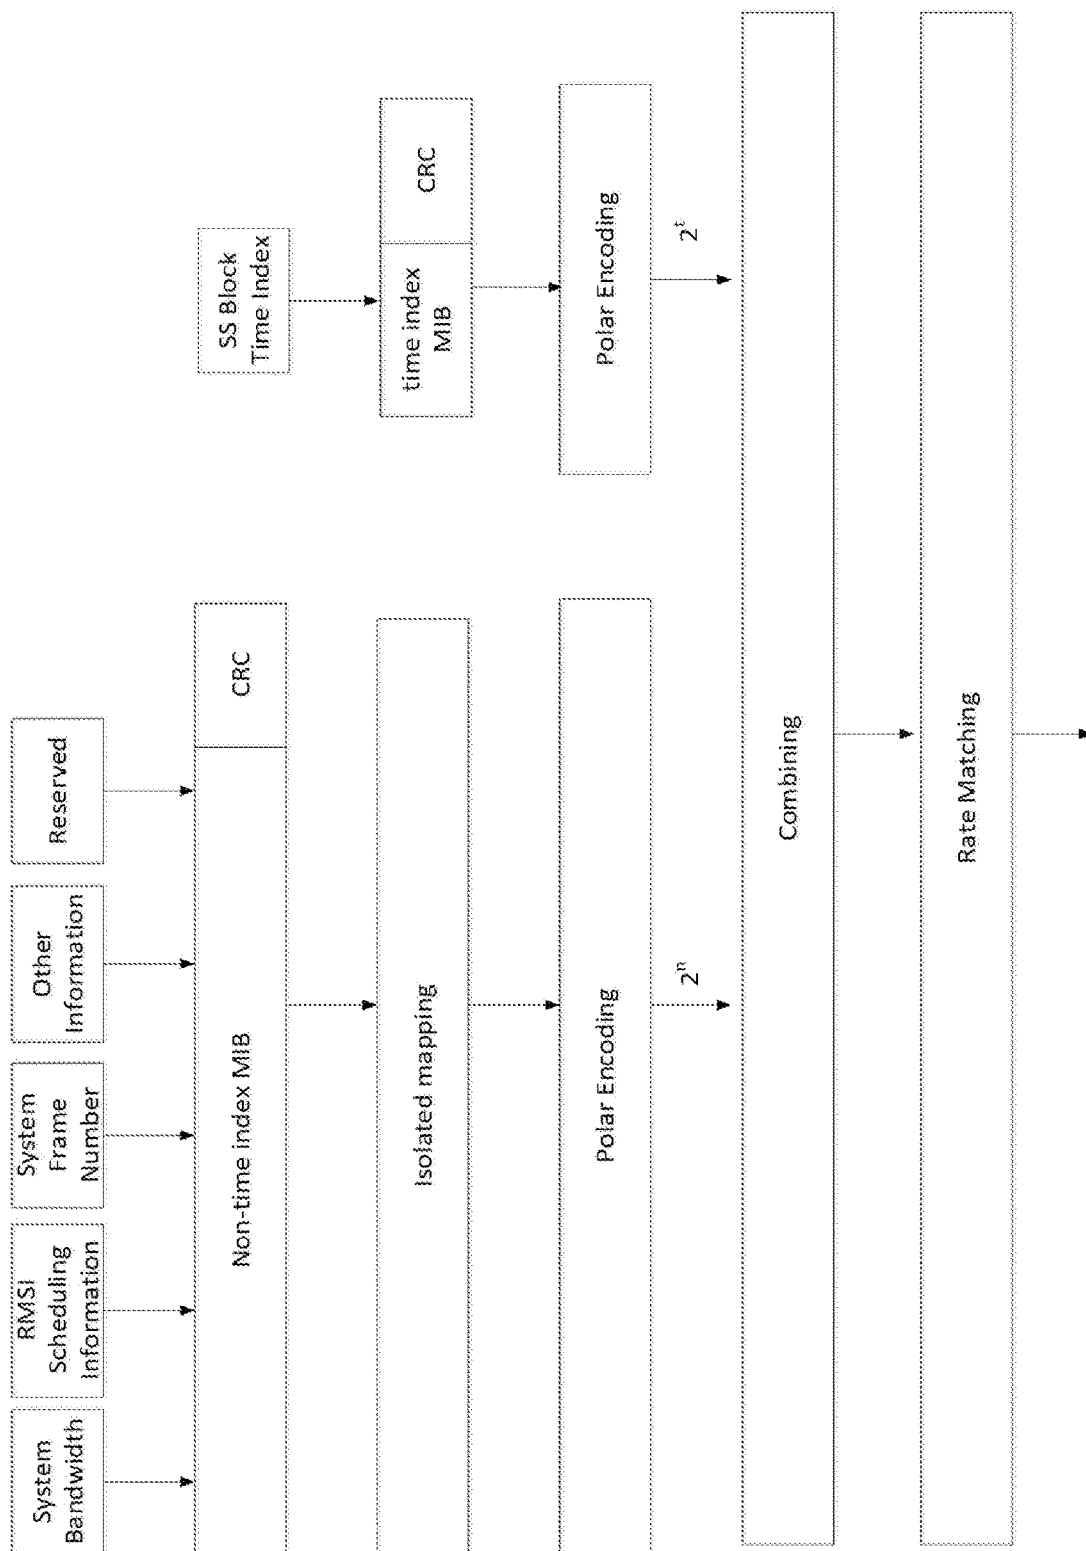 System
Bandwidth
RMSI
Scheduling
Information
System
Frame
Number
Other
Information
Reserved
SS Block
Time Index
Non-time index MIB
CRC
time index
MIB
CRC
Isolated mapping
Polar Encoding
Polar Encoding
2ⁿ
2ᵗ
Combining
Rate Matching